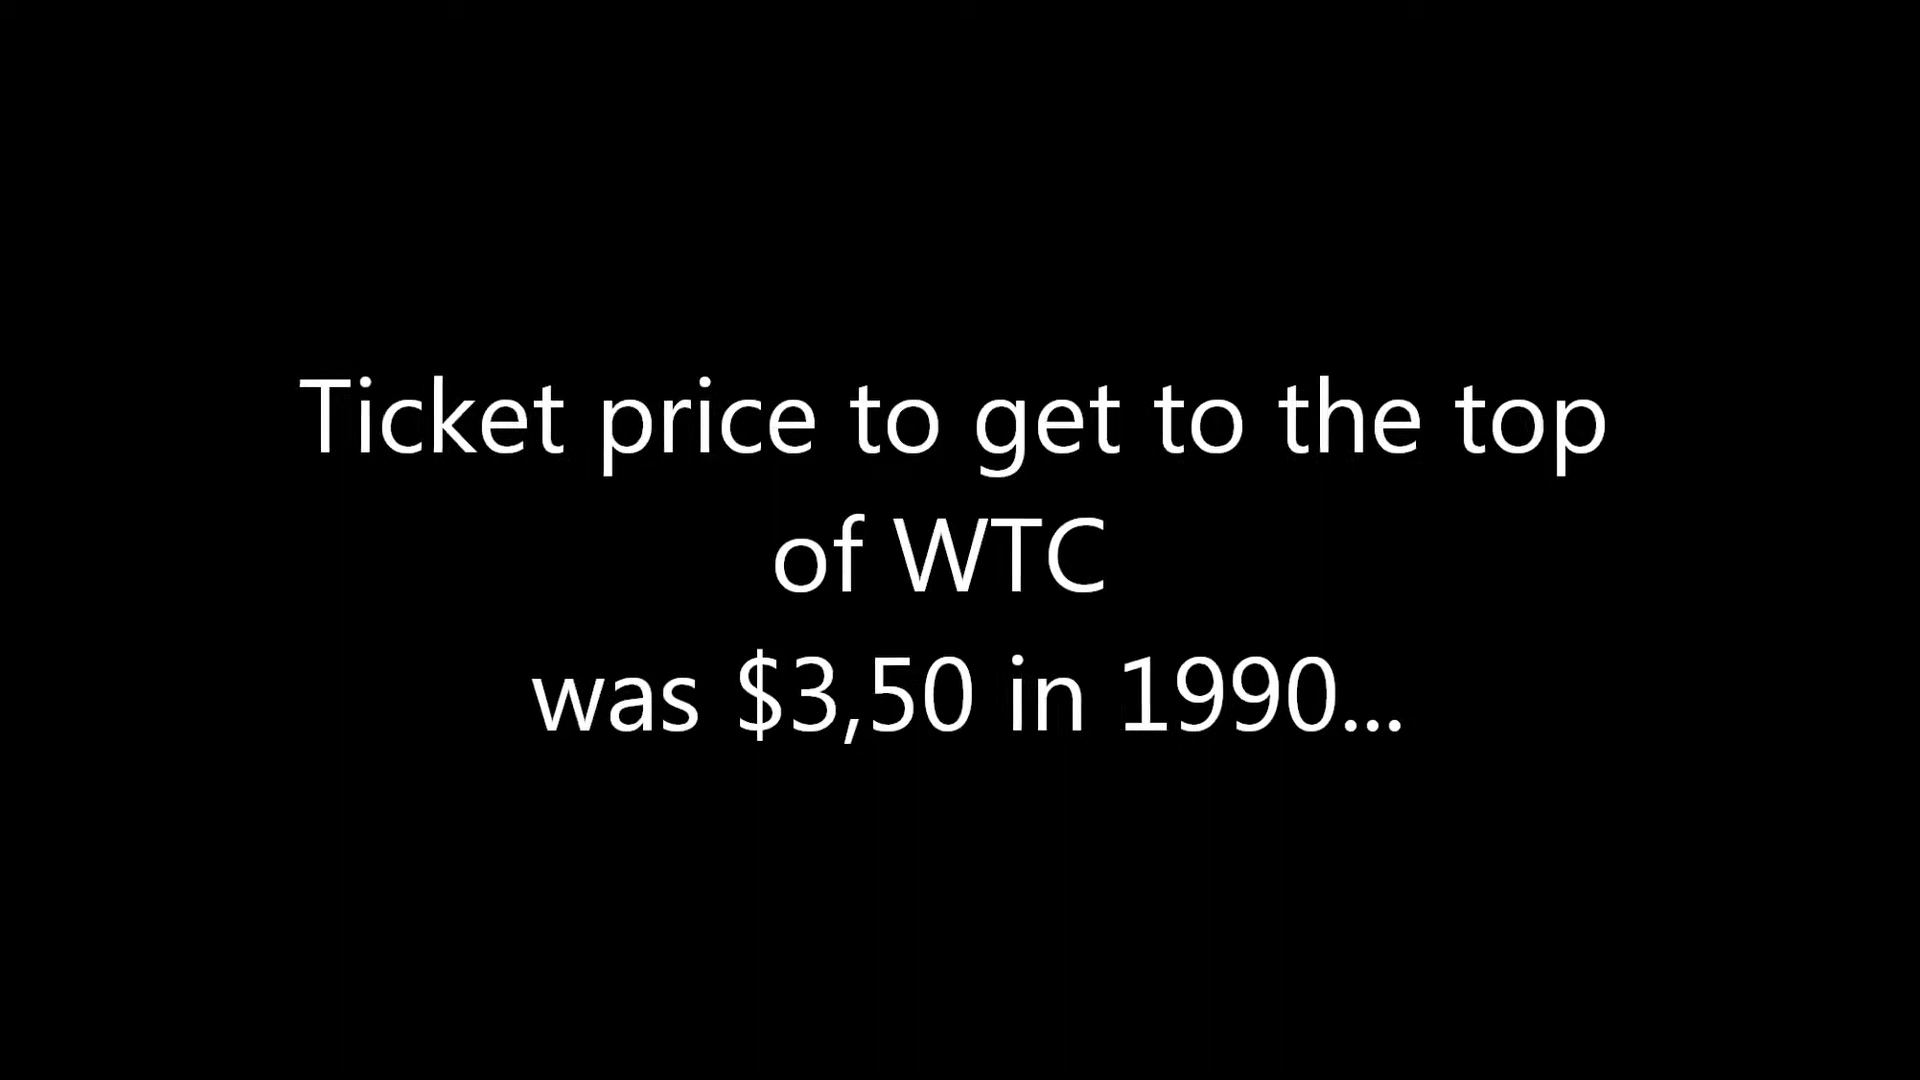 Ticket price to get to the top
of WTC
was $3,50 in 1990...